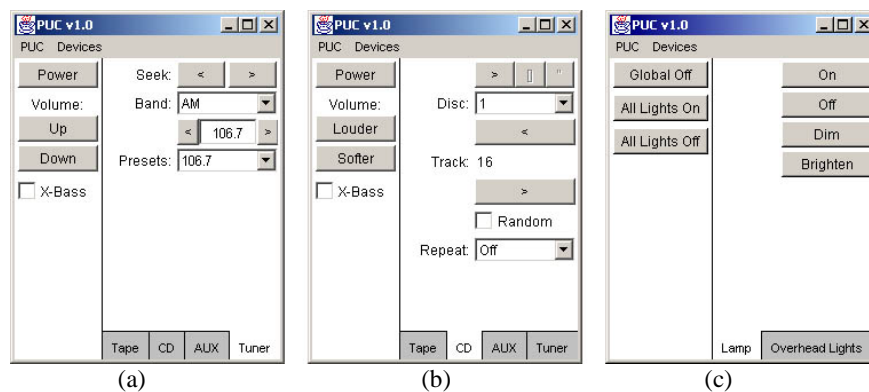 PUC v1.0
PUC Devices
Power
Volume:
Up
Down
X-Bass
Seek: < >
Band: AM
< 106.7 >
Presets: 106.7
Tape CD AUX Tuner
(a)
PUC v1.0
PUC Devices
Power
Volume:
Louder
Softer
X-Bass
> [] "
Disc: 1
<
Track: 16
>
Random
Repeat: Off
Tape CD AUX Tuner
(b)
PUC v1.0
PUC Devices
Global Off
All Lights On
All Lights Off
On
Off
Dim
Brighten
Lamp Overhead Lights
(c)